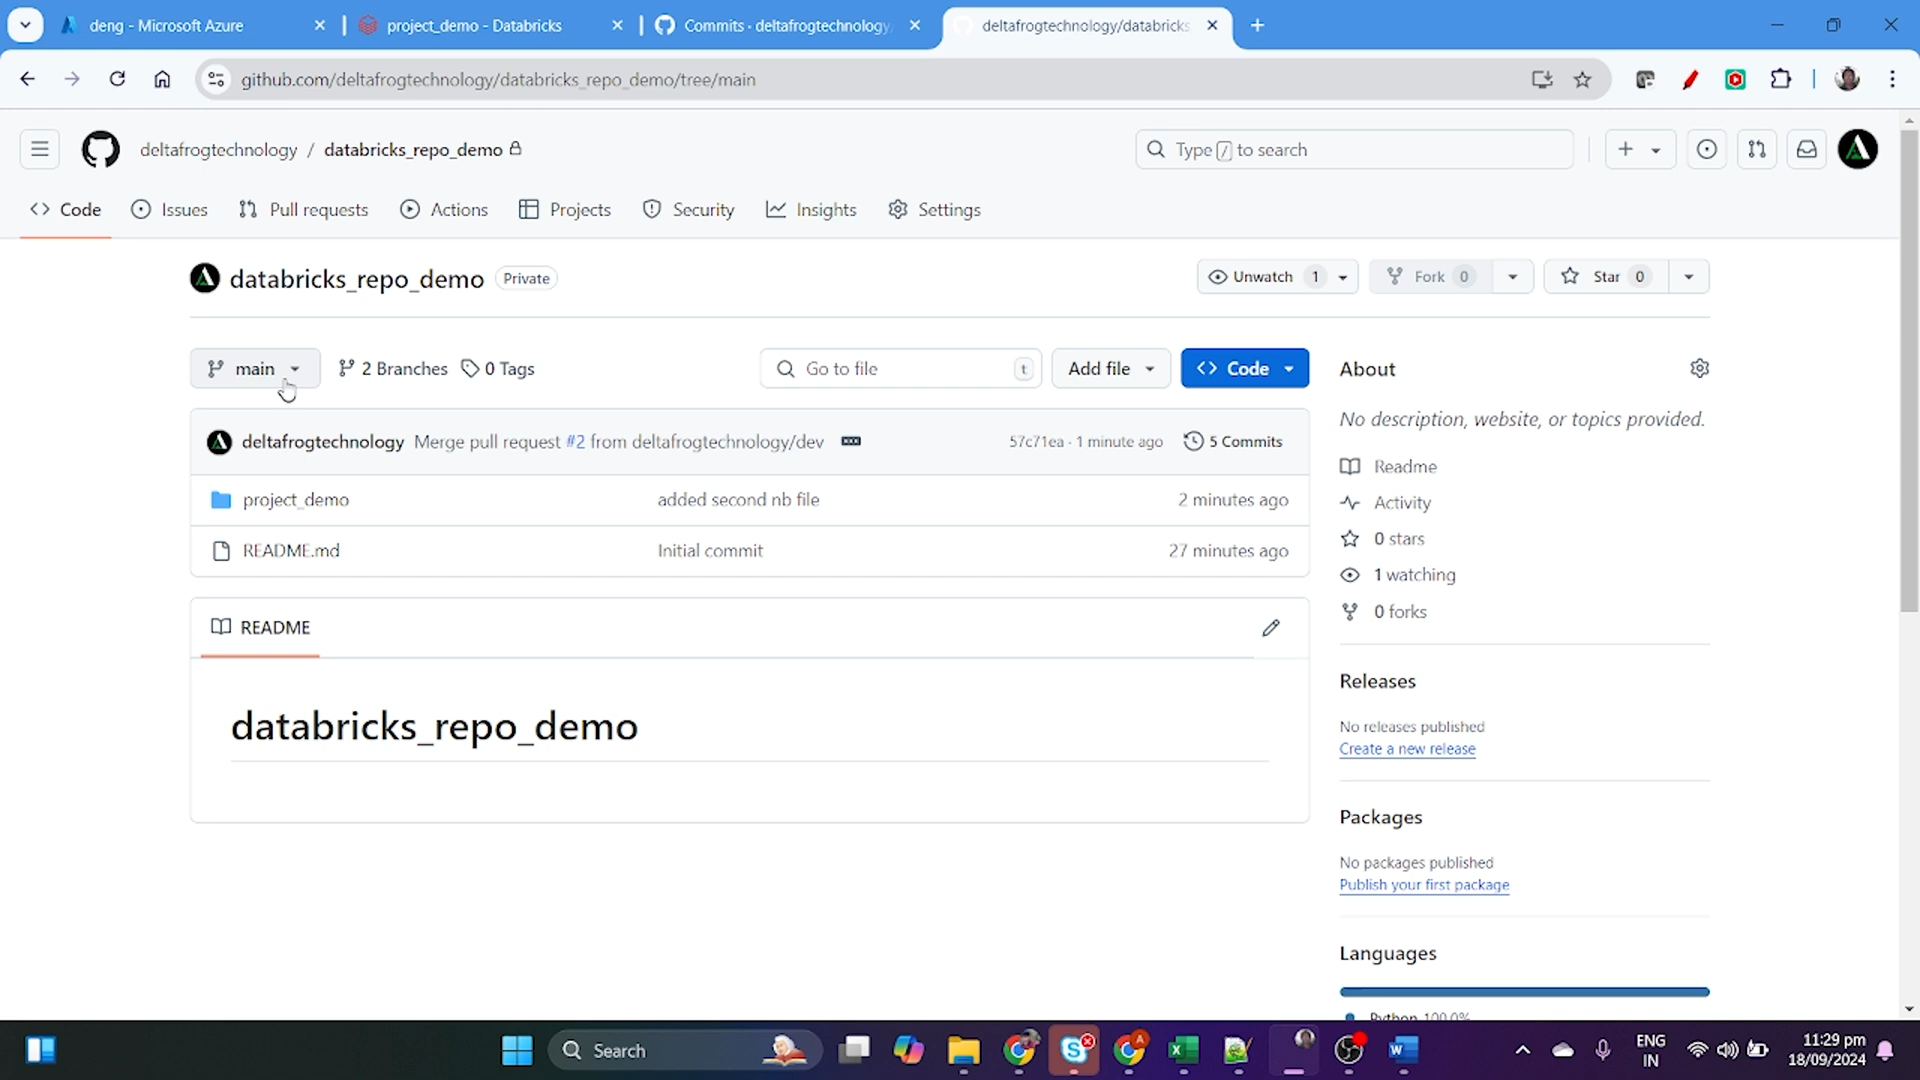 deng - Microsoft Azure
project_demo - Databricks
Commits · deltafrogtechnology
deltafrogtechnology/databricks
github.com/deltafrogtechnology/databricks_repo_demo/tree/main
deltafrogtechnology / databricks_repo_demo
Type / to search
Code
Issues
Pull requests
Actions
Projects
Security
Insights
Settings
databricks_repo_demo Private
Unwatch 1
Fork 0
Star 0
main
2 Branches
0 Tags
Go to file t
Add file
Code
About
No description, website, or topics provided.
deltafrogtechnology Merge pull request #2 from deltafrogtechnology/dev
57c71ea · 1 minute ago
5 Commits
project_demo added second nb file 2 minutes ago
README.md Initial commit 27 minutes ago
Readme
Activity
0 stars
1 watching
0 forks
README
databricks_repo_demo
Releases
No releases published
Create a new release
Packages
No packages published
Publish your first package
Languages
Python 100.0%
Search
ENG
IN
11:29 pm
18/09/2024